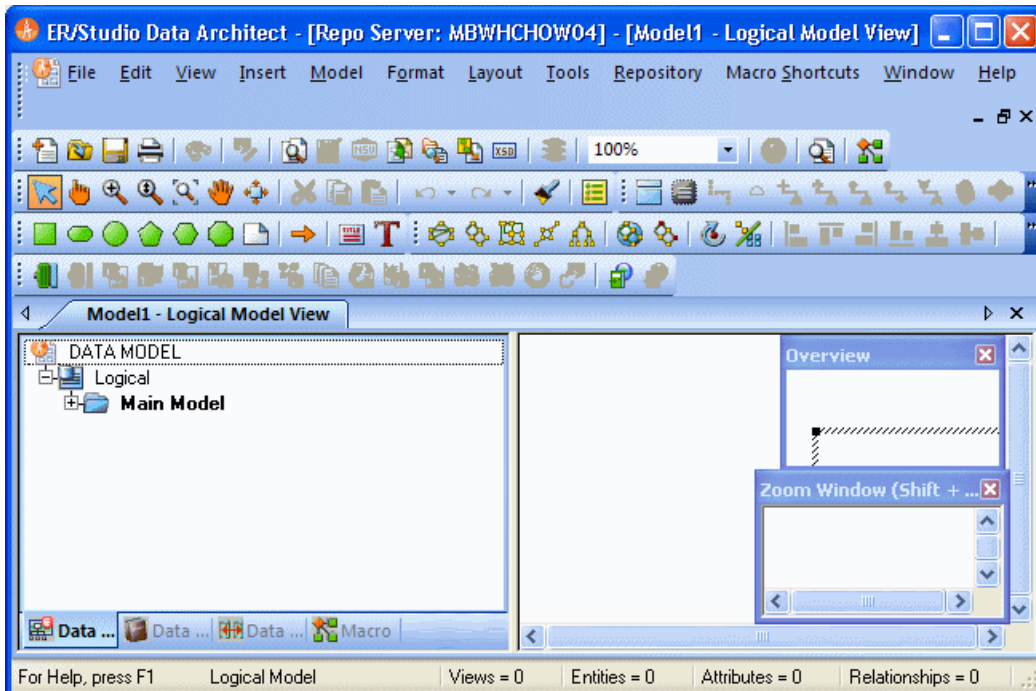 ER/Studio Data Architect - [Repo Server: MBWHCHOW04] - [Model1 - Logical Model View]
File Edit View Insert Model Format Layout Tools Repository Macro Shortcuts Window Help
NSU XSD 100%
TITLE T
Model1 - Logical Model View
DATA MODEL
Logical
Main Model
Overview
Zoom Window (Shift + ...
Data ... Data ... Data ... Macro
For Help, press F1 Logical Model Views = 0 Entities = 0 Attributes = 0 Relationships = 0